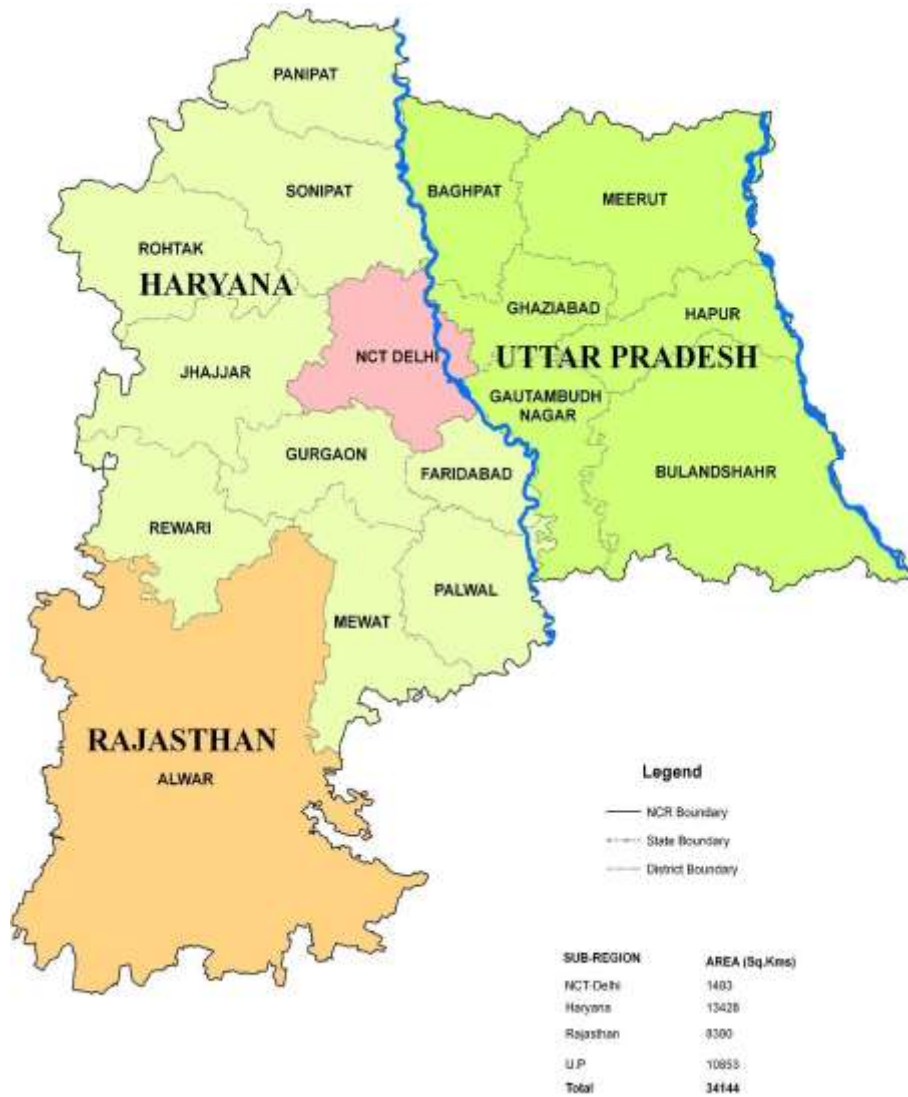 PANIPAT
SONIPAT
BAGHPAT
MEERUT
ROHTAK
HARYANA
GHAZIABAD
HAPUR
NCT DELHI
UTTAR PRADESH
JHAJJAR
GAUTAMBUDH
NAGAR
GURGAON
FARIDABAD
BULANDSHAHR
REWARI
PALWAL
MEWAT
RAJASTHAN
ALWAR
Legend
NCR Boundary
State Boundary
District Boundary
SUB-REGION AREA (Sq.Kms)
NCT-Delhi 1483
Haryana 13428
Rajasthan 8380
U.P 10853
Total 34144